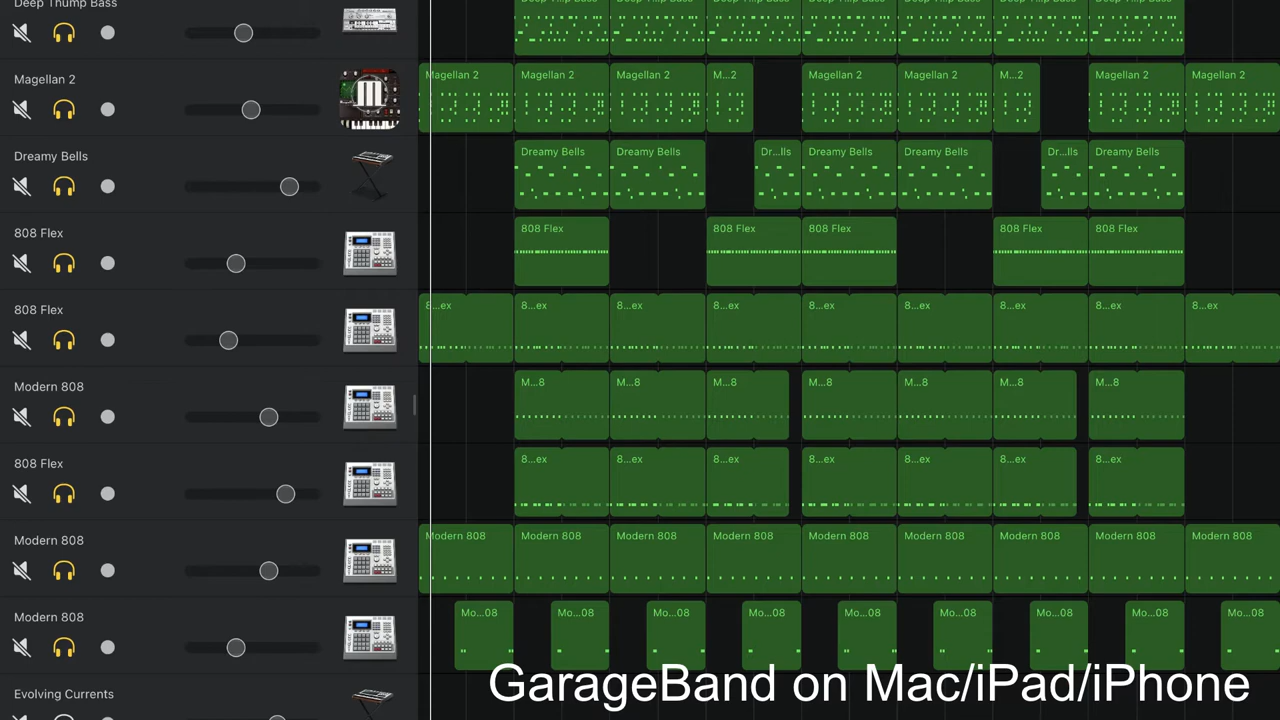 Deep Thump Bass
Magellan 2
Magellan 2 Magellan 2 Magellan 2 M...2 Magellan 2 Magellan 2 M...2 Magellan 2 Magellan 2
Dreamy Bells
Dreamy Bells Dreamy Bells Dr...lls Dreamy Bells Dreamy Bells Dr...lls Dreamy Bells
808 Flex
808 Flex 808 Flex 808 Flex 808 Flex 808 Flex
808 Flex
8...ex 8...ex 8...ex 8...ex 8...ex 8...ex 8...ex 8...ex 8...ex
Modern 808
M...8 M...8 M...8 M...8 M...8 M...8 M...8
808 Flex
8...ex 8...ex 8...ex 8...ex 8...ex 8...ex 8...ex
Modern 808
Modern 808 Modern 808 Modern 808 Modern 808 Modern 808 Modern 808 Modern 808 Modern 808 Modern 808
Modern 808
Mo...08 Mo...08 Mo...08 Mo...08 Mo...08 Mo...08 Mo...08 Mo...08 Mo...08
Evolving Currents
GarageBand on Mac/iPad/iPhone